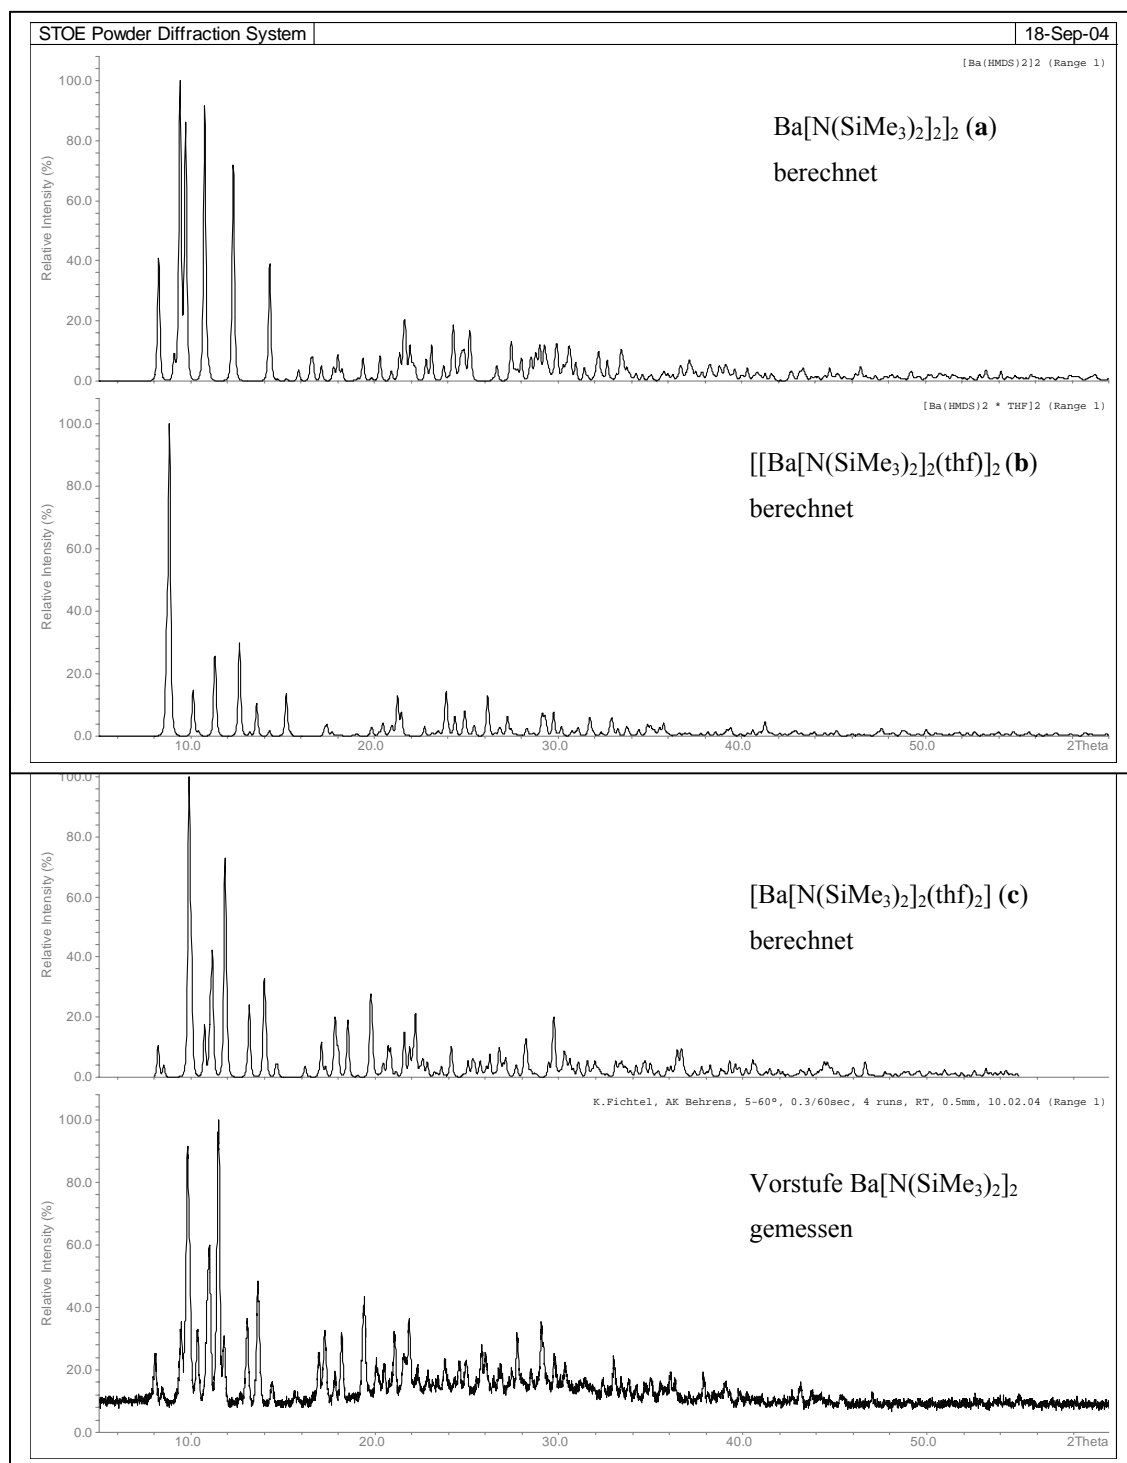 STOE Powder Diffraction System 18-Sep-04
[Ba(HMDS)2]2 (Range 1)
100.0
80.0
60.0
40.0
20.0
0.0
Relative Intensity (%)
Ba[N(SiMe₃)₂]₂]₂ (a)
berechnet
[Ba(HMDS)2 * THF]2 (Range 1)
100.0
80.0
60.0
40.0
20.0
0.0
Relative Intensity (%)
[[Ba[N(SiMe₃)₂]₂(thf)]₂ (b)
berechnet
10.0 20.0 30.0 40.0 50.0 2Theta
100.0
80.0
60.0
40.0
20.0
0.0
Relative Intensity (%)
[Ba[N(SiMe₃)₂]₂(thf)₂] (c)
berechnet
K.Fichtel, AK Behrens, 5-60°, 0.3/60sec, 4 runs, RT, 0.5mm, 10.02.04 (Range 1)
100.0
80.0
60.0
40.0
20.0
0.0
Relative Intensity (%)
Vorstufe Ba[N(SiMe₃)₂]₂
gemessen
10.0 20.0 30.0 40.0 50.0 2Theta